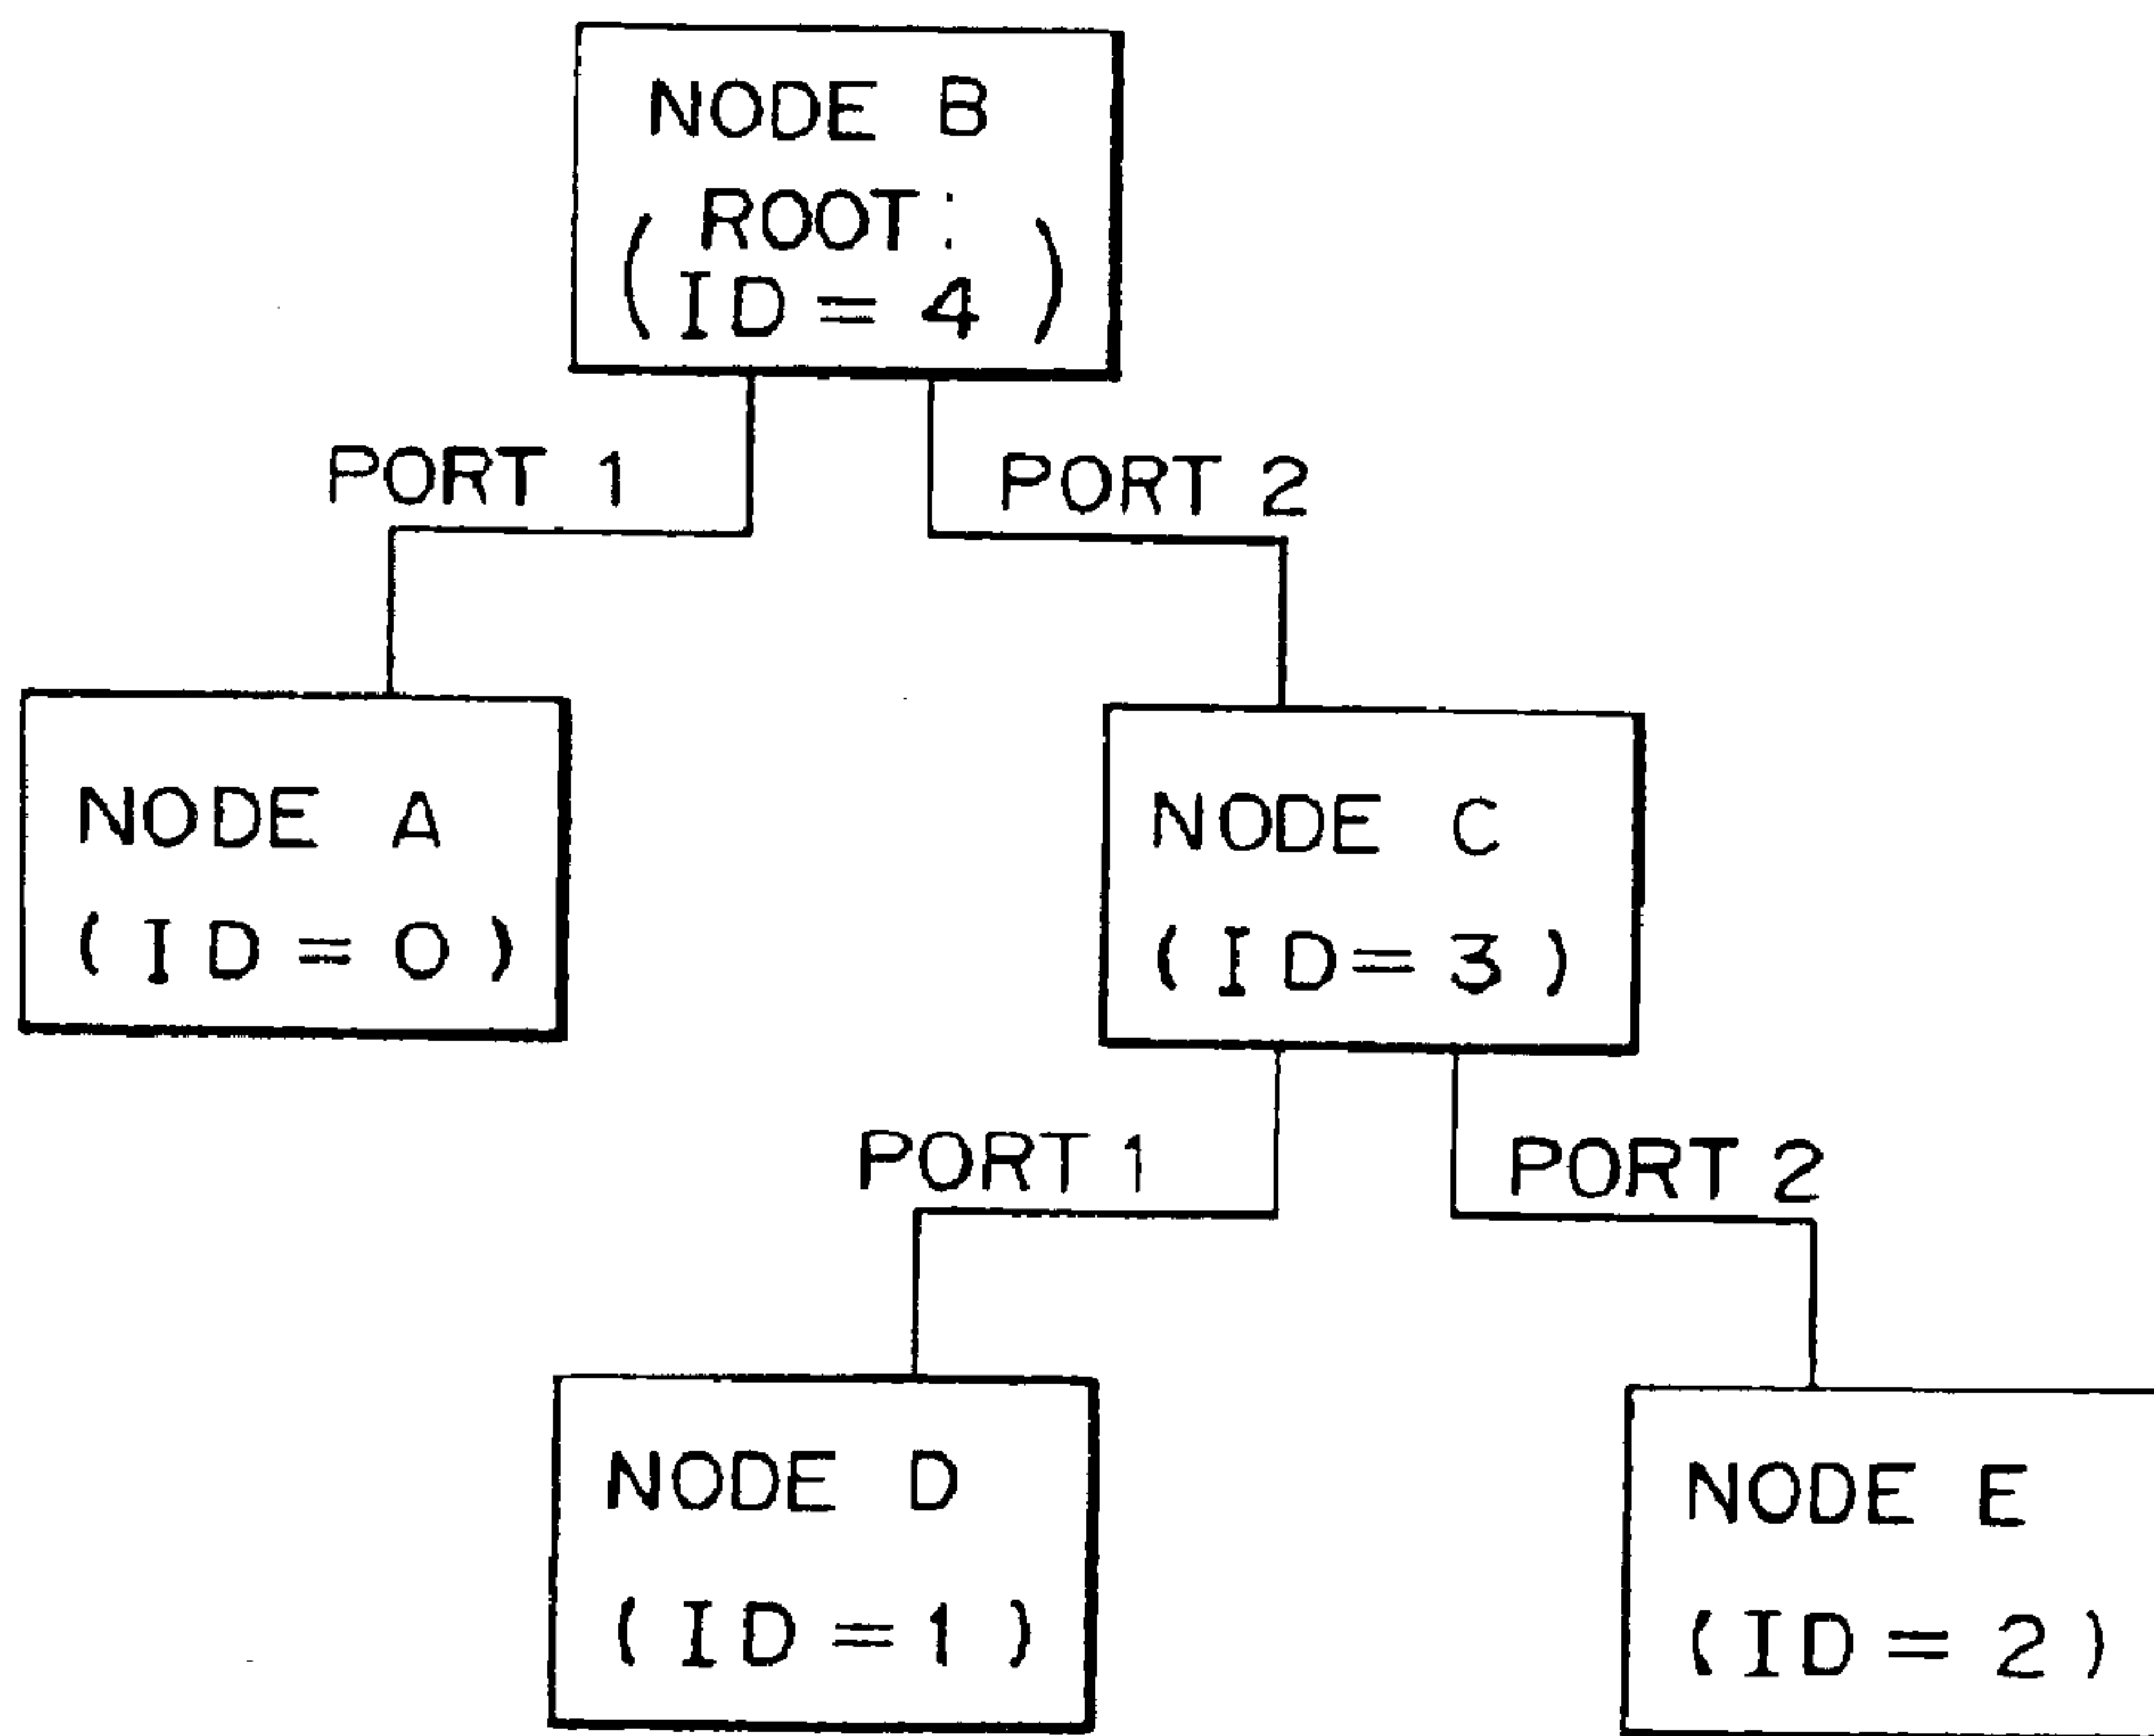 NODE B
ROOT:
(ID=4)
PORT 1
PORT 2
NODE A
(ID=0)
NODE C
(ID=3)
PORT 1
PORT 2
NODE D
(ID=1)
NODE E
(ID=2)